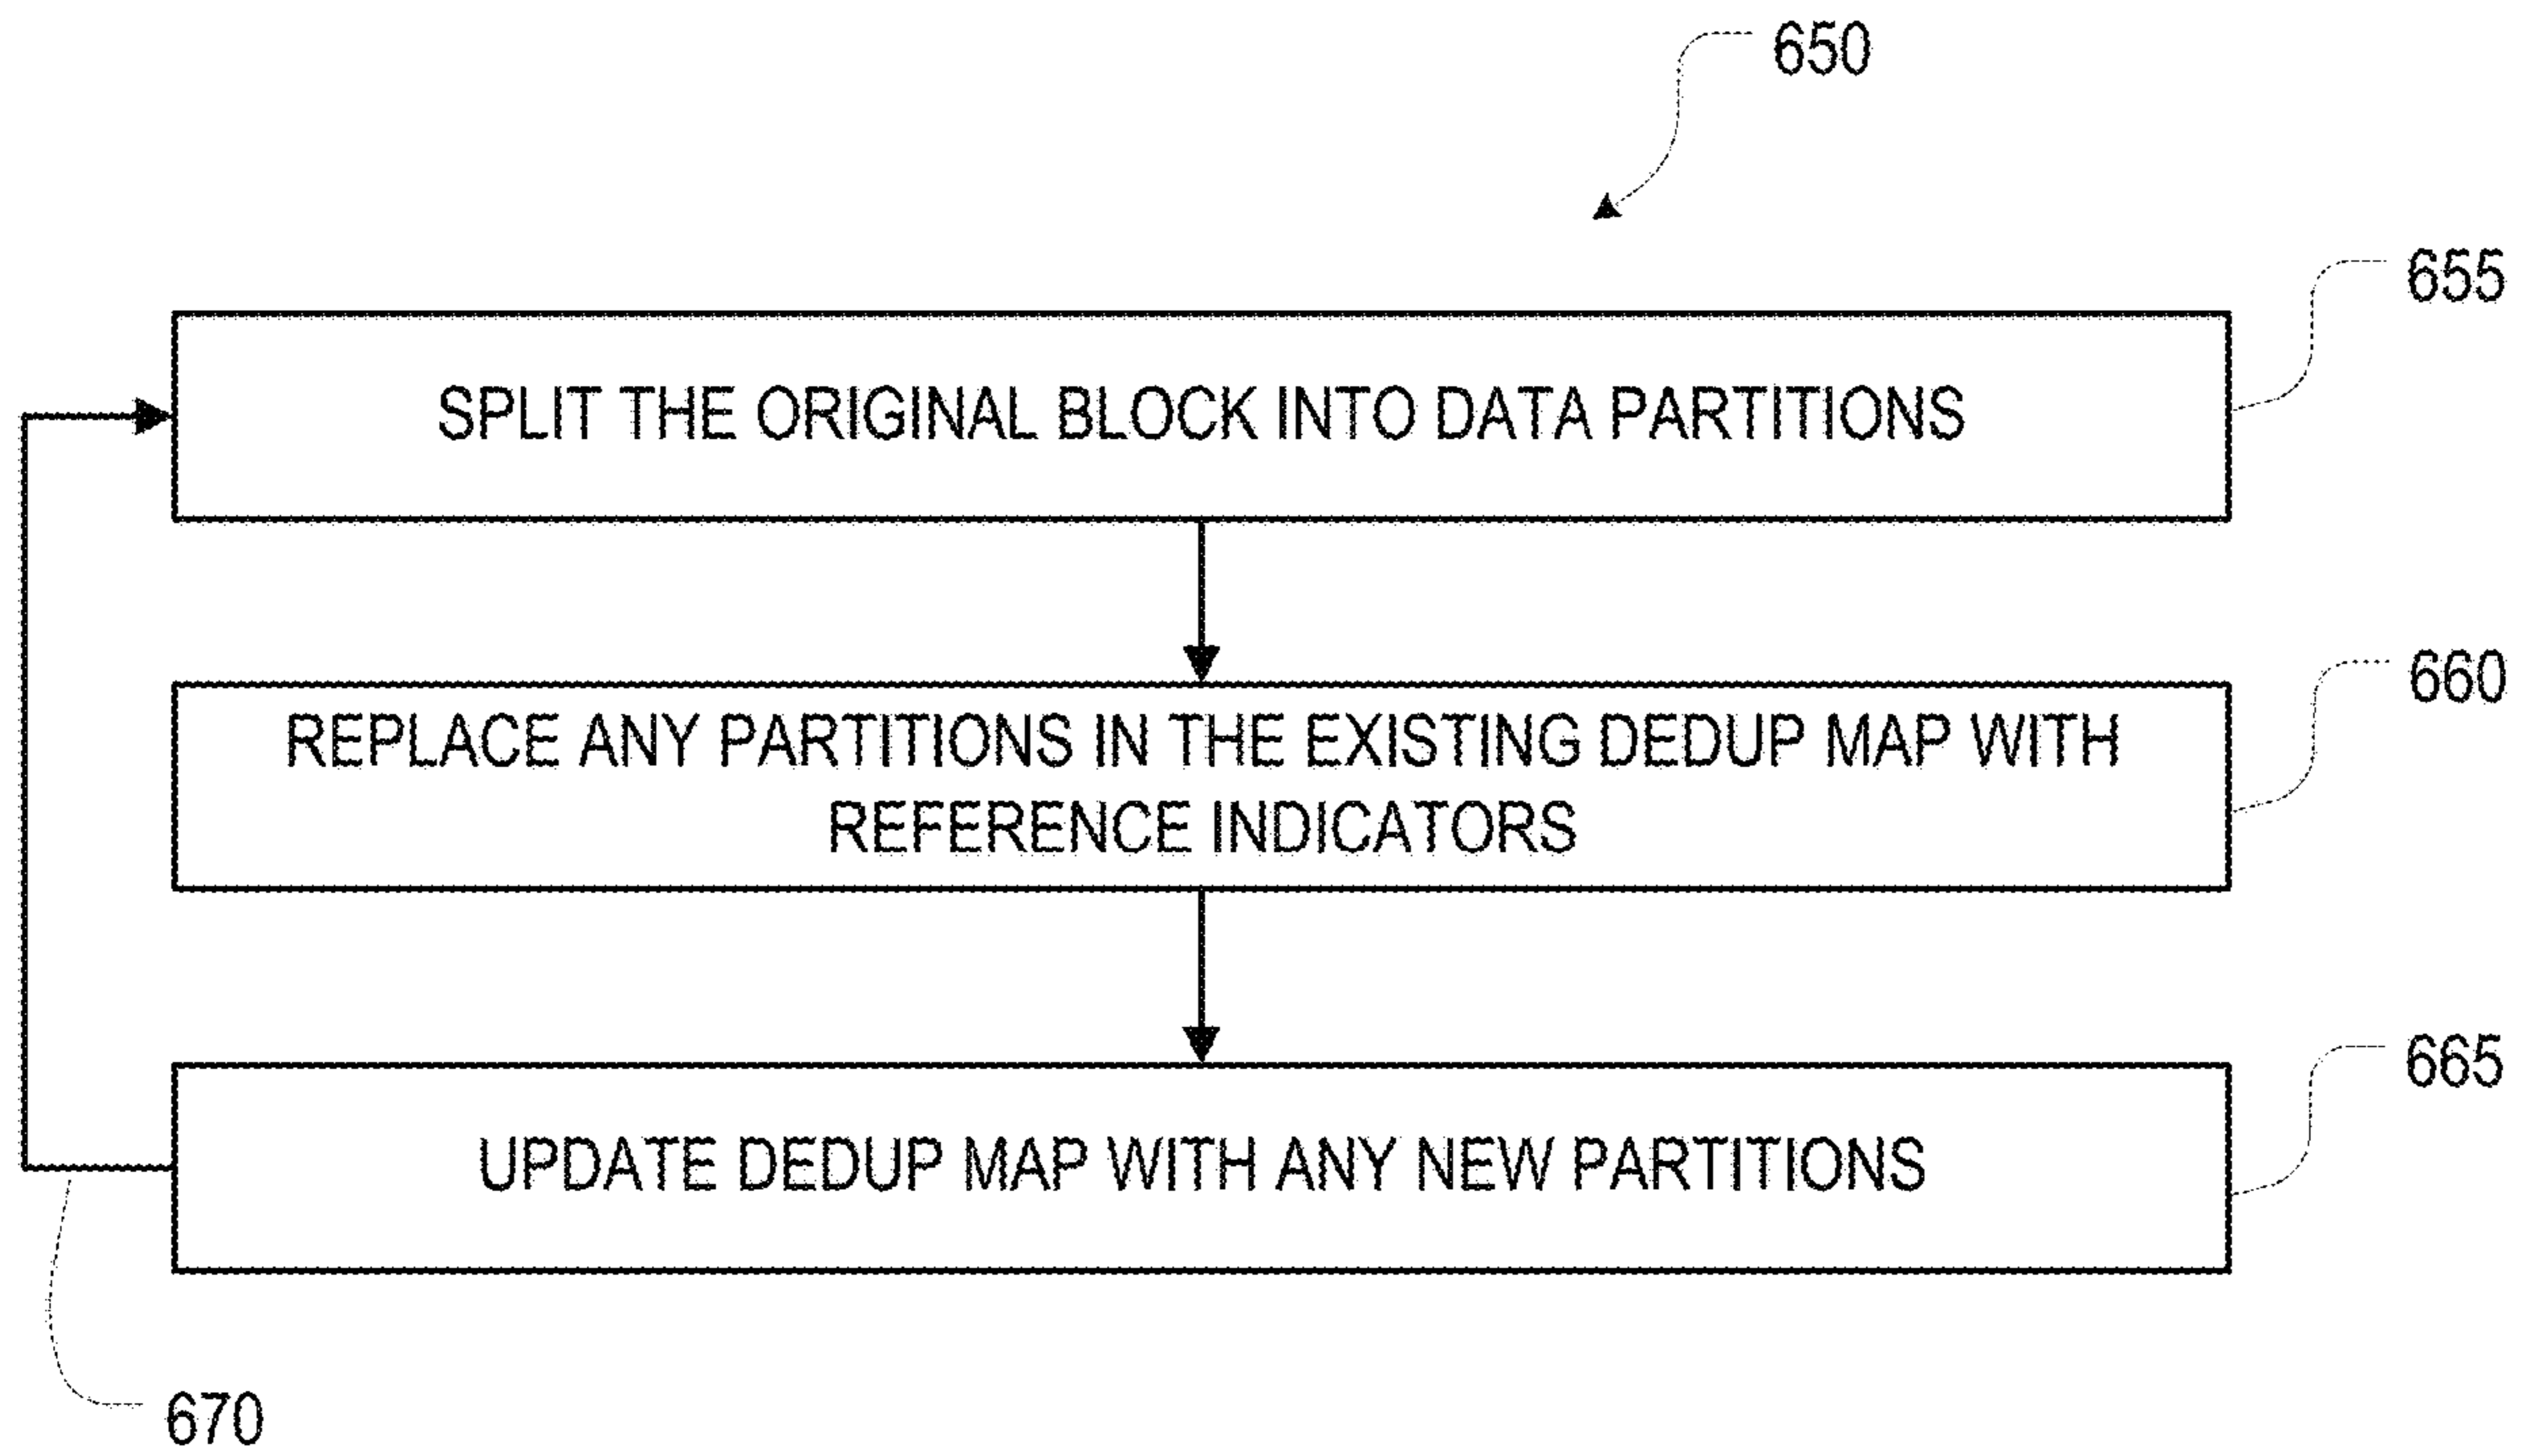 650
655
SPLIT THE ORIGINAL BLOCK INTO DATA PARTITIONS
660
REPLACE ANY PARTITIONS IN THE EXISTING DEDUP MAP WITH
REFERENCE INDICATORS
665
UPDATE DEDUP MAP WITH ANY NEW PARTITIONS
670